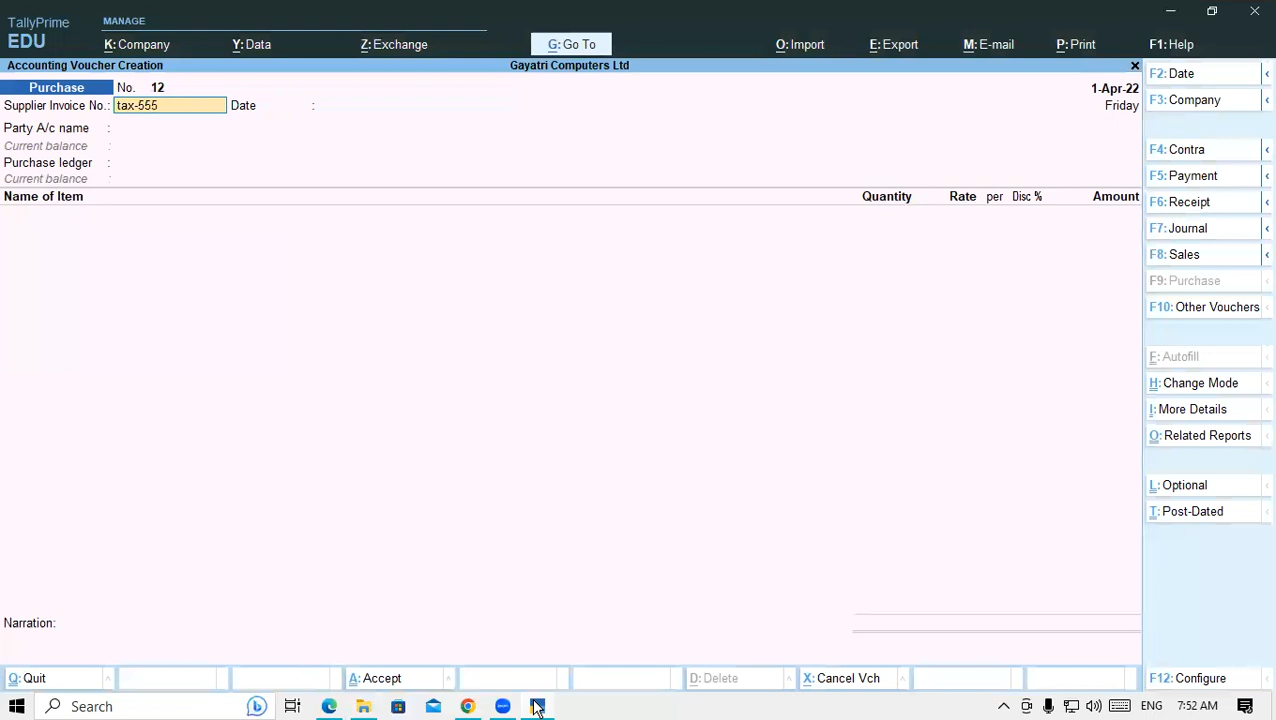 TallyPrime
EDU
MANAGE
K: Company
Y: Data
Z: Exchange
G: Go To
O: Import
E: Export
M: E-mail
P: Print
F1: Help
Accounting Voucher Creation
Gayatri Computers Ltd
Purchase No. 12
1-Apr-22
Supplier Invoice No.: tax-555 Date :
Friday
Party A/c name :
Current balance :
Purchase ledger :
Current balance :
Name of Item
Quantity Rate per Disc % Amount
Narration:
F2: Date
F3: Company
F4: Contra
F5: Payment
F6: Receipt
F7: Journal
F8: Sales
F9: Purchase
F10: Other Vouchers
F: Autofill
H: Change Mode
I: More Details
O: Related Reports
L: Optional
T: Post-Dated
Q: Quit
A: Accept
D: Delete
X: Cancel Vch
F12: Configure
Search
ENG
7:52 AM